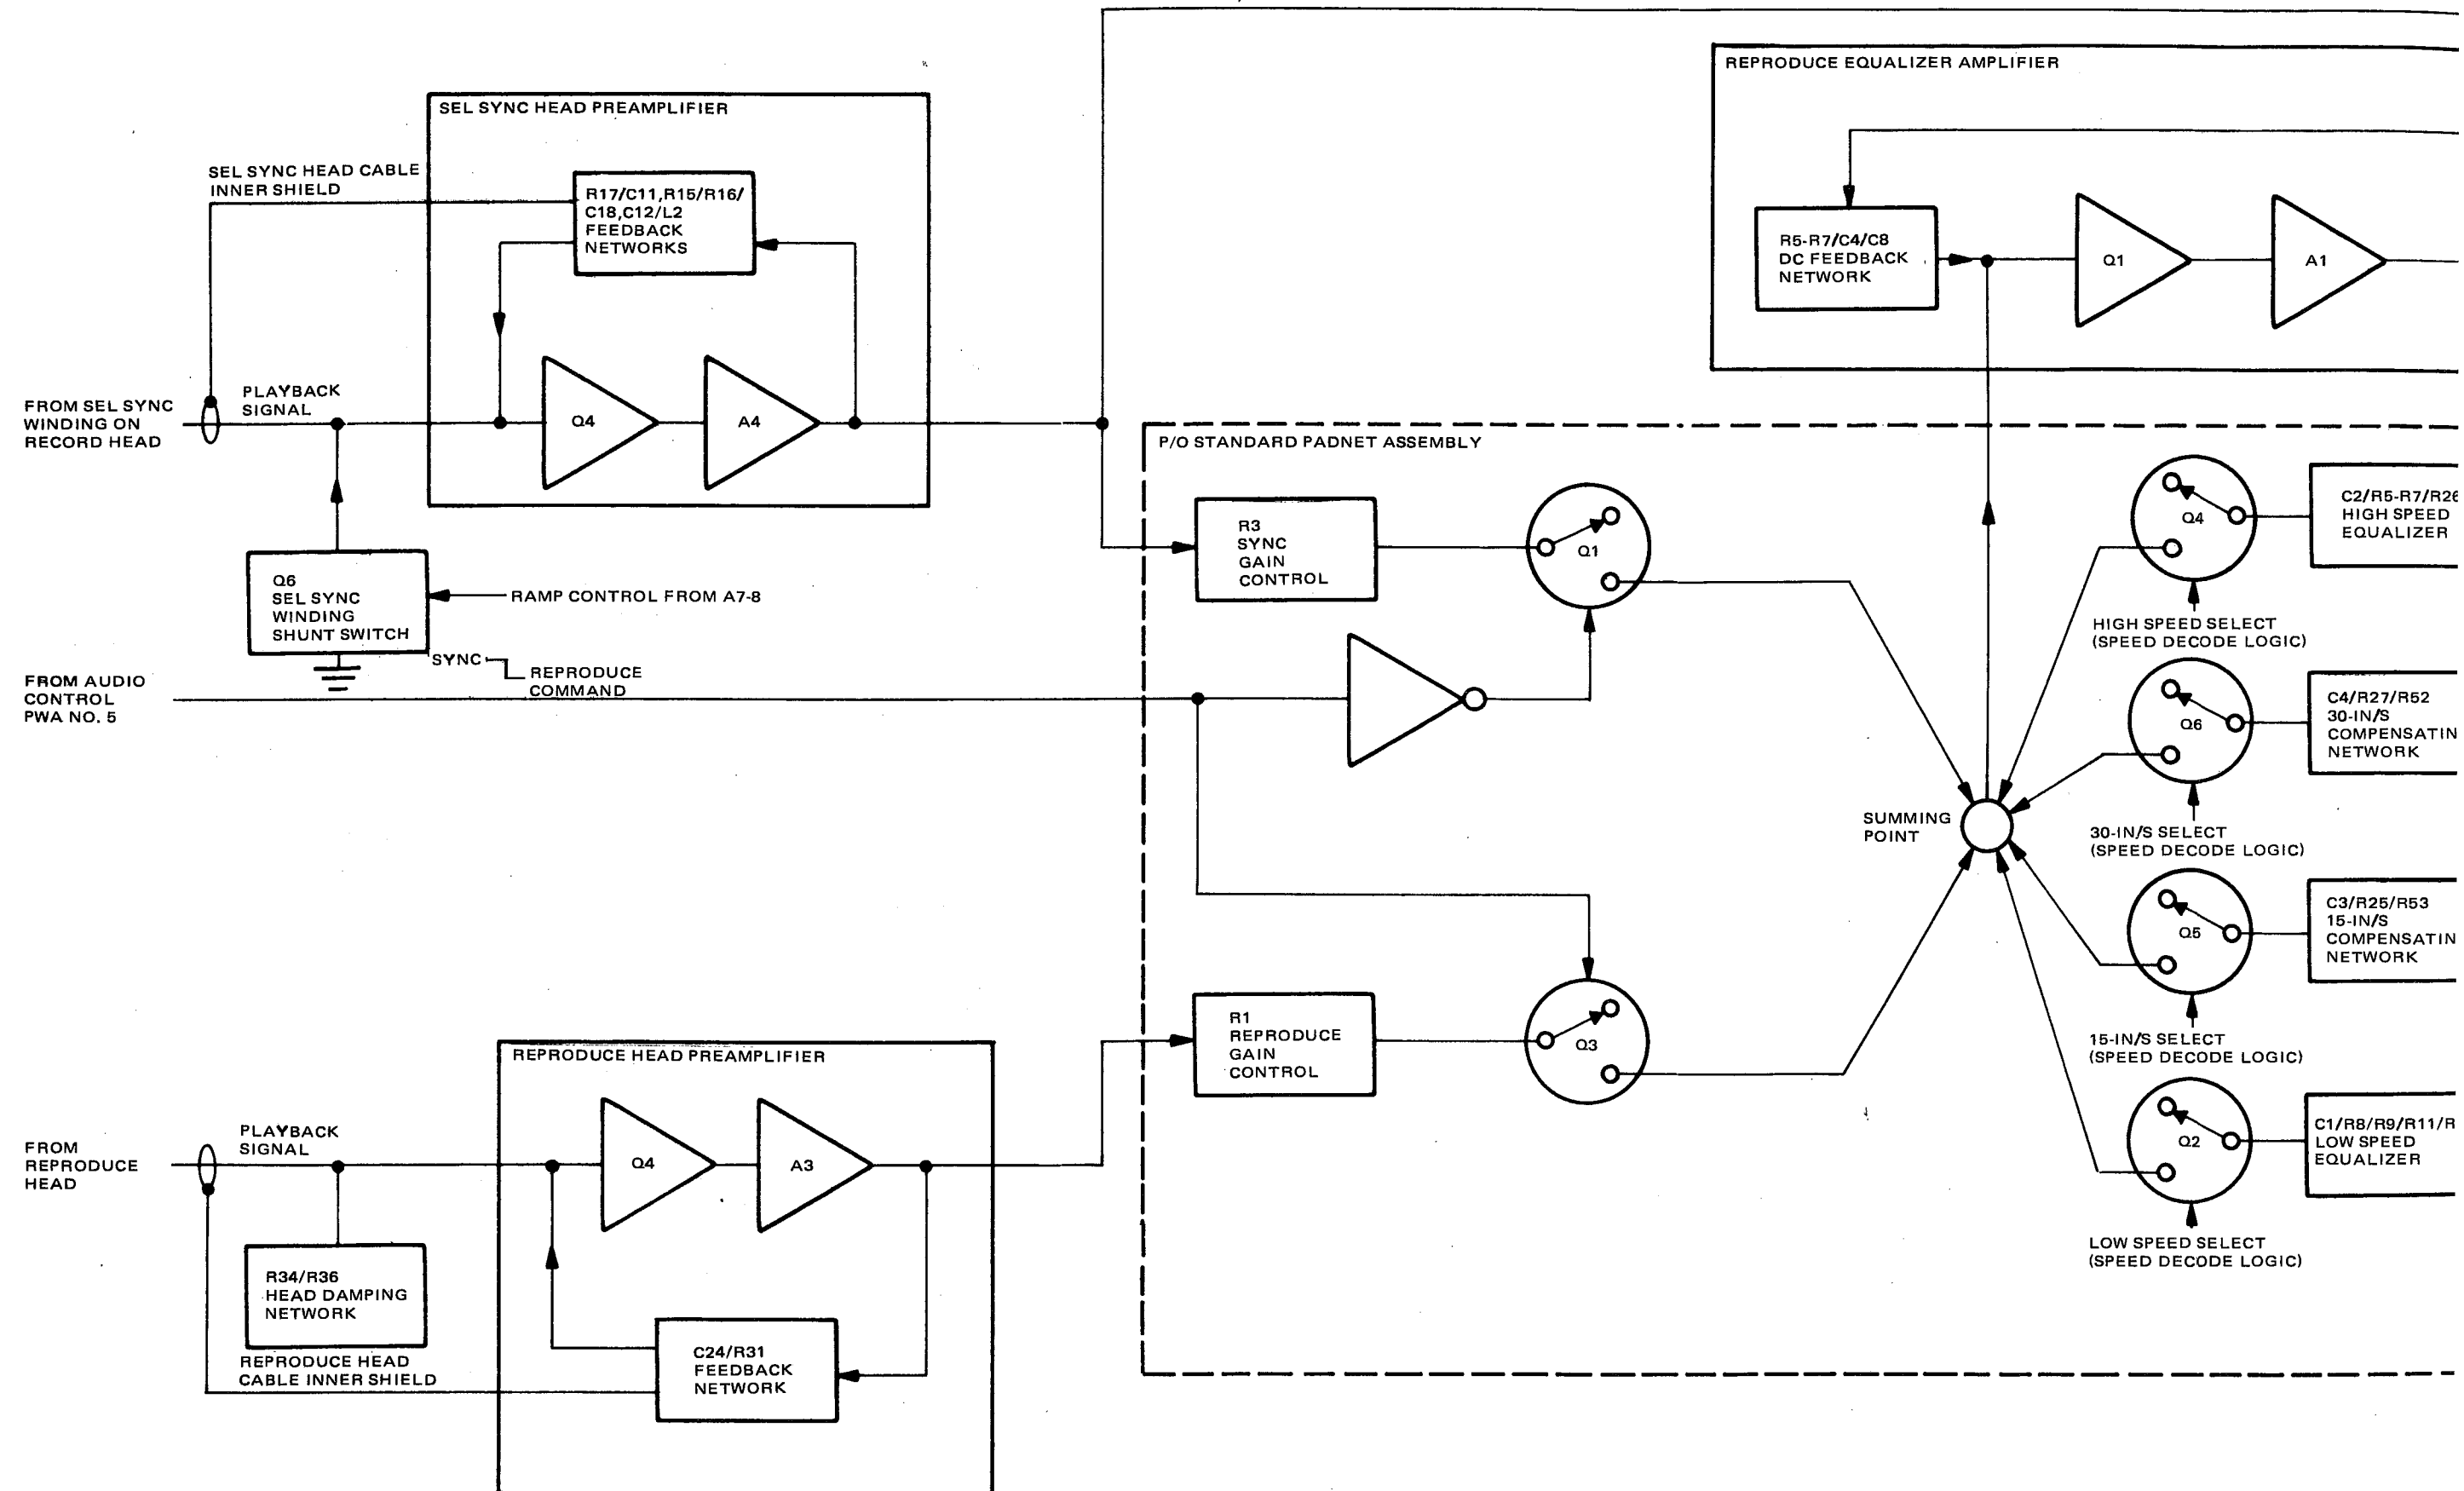 REPRODUCE EQUALIZER AMPLIFIER
SEL SYNC HEAD PREAMPLIFIER
SEL SYNC HEAD CABLE
INNER SHIELD
R17/C11,R15/R16/
C18,C12/L2
FEEDBACK
NETWORKS
R5-R7/C4/C8
DC FEEDBACK
NETWORK
Q1
A1
FROM SEL SYNC
WINDING ON
RECORD HEAD
PLAYBACK
SIGNAL
Q4
A4
P/O STANDARD PADNET ASSEMBLY
R3
SYNC
GAIN
CONTROL
Q1
Q4
C2/R5-R7/R26
HIGH SPEED
EQUALIZER
HIGH SPEED SELECT
(SPEED DECODE LOGIC)
Q6
SEL SYNC
WINDING
SHUNT SWITCH
RAMP CONTROL FROM A7-8
SYNC
REPRODUCE
COMMAND
FROM AUDIO
CONTROL
PWA NO. 5
Q6
C4/R27/R52
30-IN/S
COMPENSATIN
NETWORK
30-IN/S SELECT
(SPEED DECODE LOGIC)
SUMMING
POINT
Q5
C3/R25/R53
15-IN/S
COMPENSATIN
NETWORK
15-IN/S SELECT
(SPEED DECODE LOGIC)
R1
REPRODUCE
GAIN
CONTROL
Q3
REPRODUCE HEAD PREAMPLIFIER
FROM
REPRODUCE
HEAD
PLAYBACK
SIGNAL
Q4
A3
Q2
C1/R8/R9/R11/R
LOW SPEED
EQUALIZER
LOW SPEED SELECT
(SPEED DECODE LOGIC)
R34/R36
HEAD DAMPING
NETWORK
REPRODUCE HEAD
CABLE INNER SHIELD
C24/R31
FEEDBACK
NETWORK